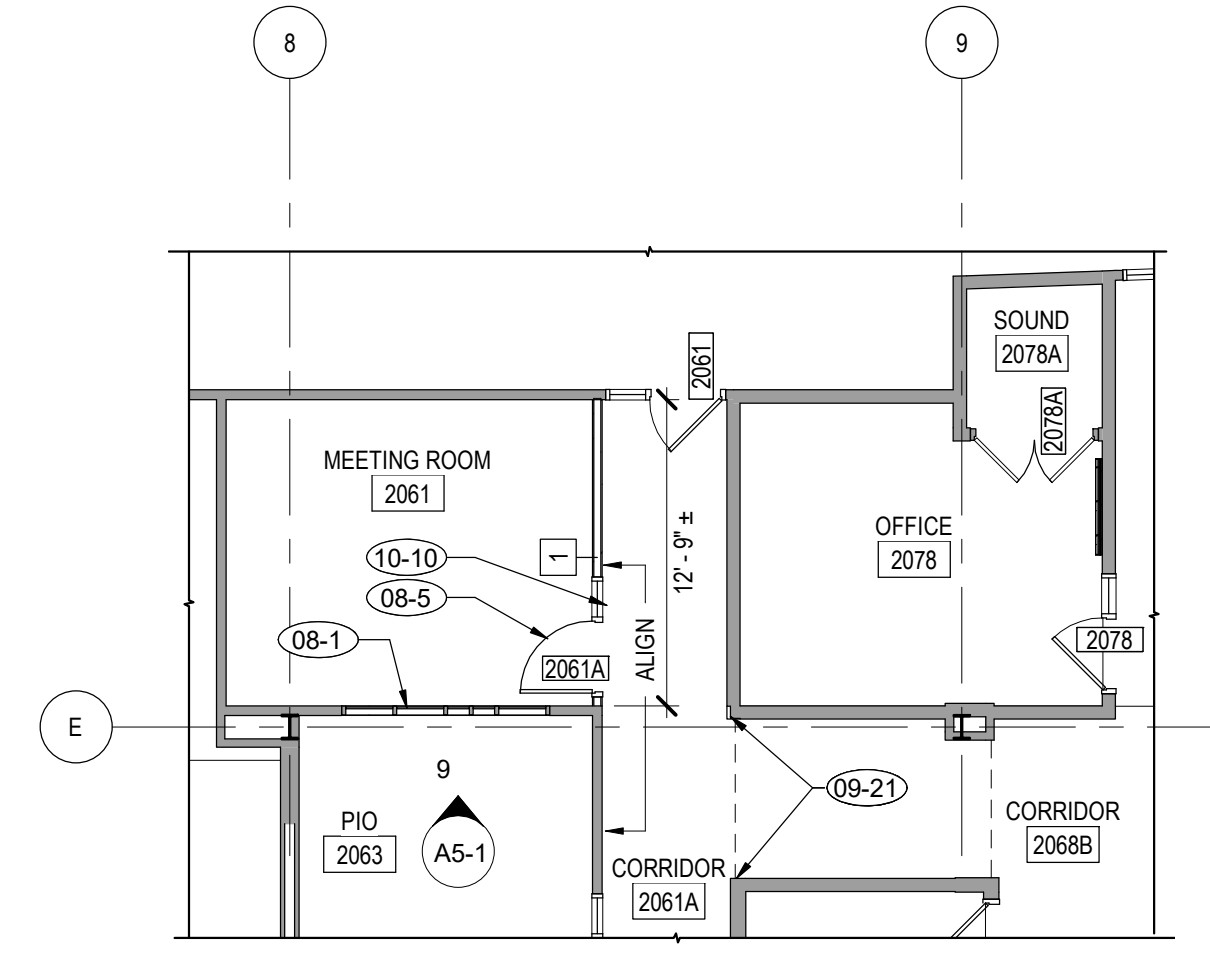 8
9
SOUND
2078A
2061
2078A
MEETING ROOM
2061
OFFICE
2078
10-10
1
12' - 9" ±
08-5
08-1
2061A
ALIGN
2078
E
9
A5-1
PIO
2063
09-21
CORRIDOR
2068B
CORRIDOR
2061A